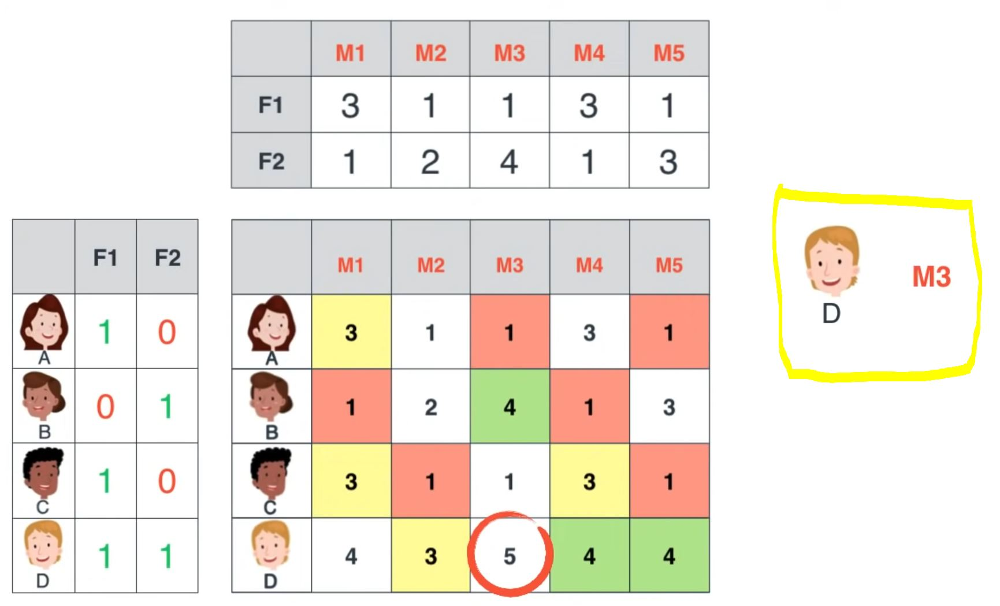 M1 M2 M3 M4 M5
F1 3 1 1 3 1
F2 1 2 4 1 3
F1 F2
A 1 0
B 0 1
C 1 0
D 1 1
M1 M2 M3 M4 M5
A 3 1 1 3 1
B 1 2 4 1 3
C 3 1 1 3 1
D 4 3 5 4 4
M3
D